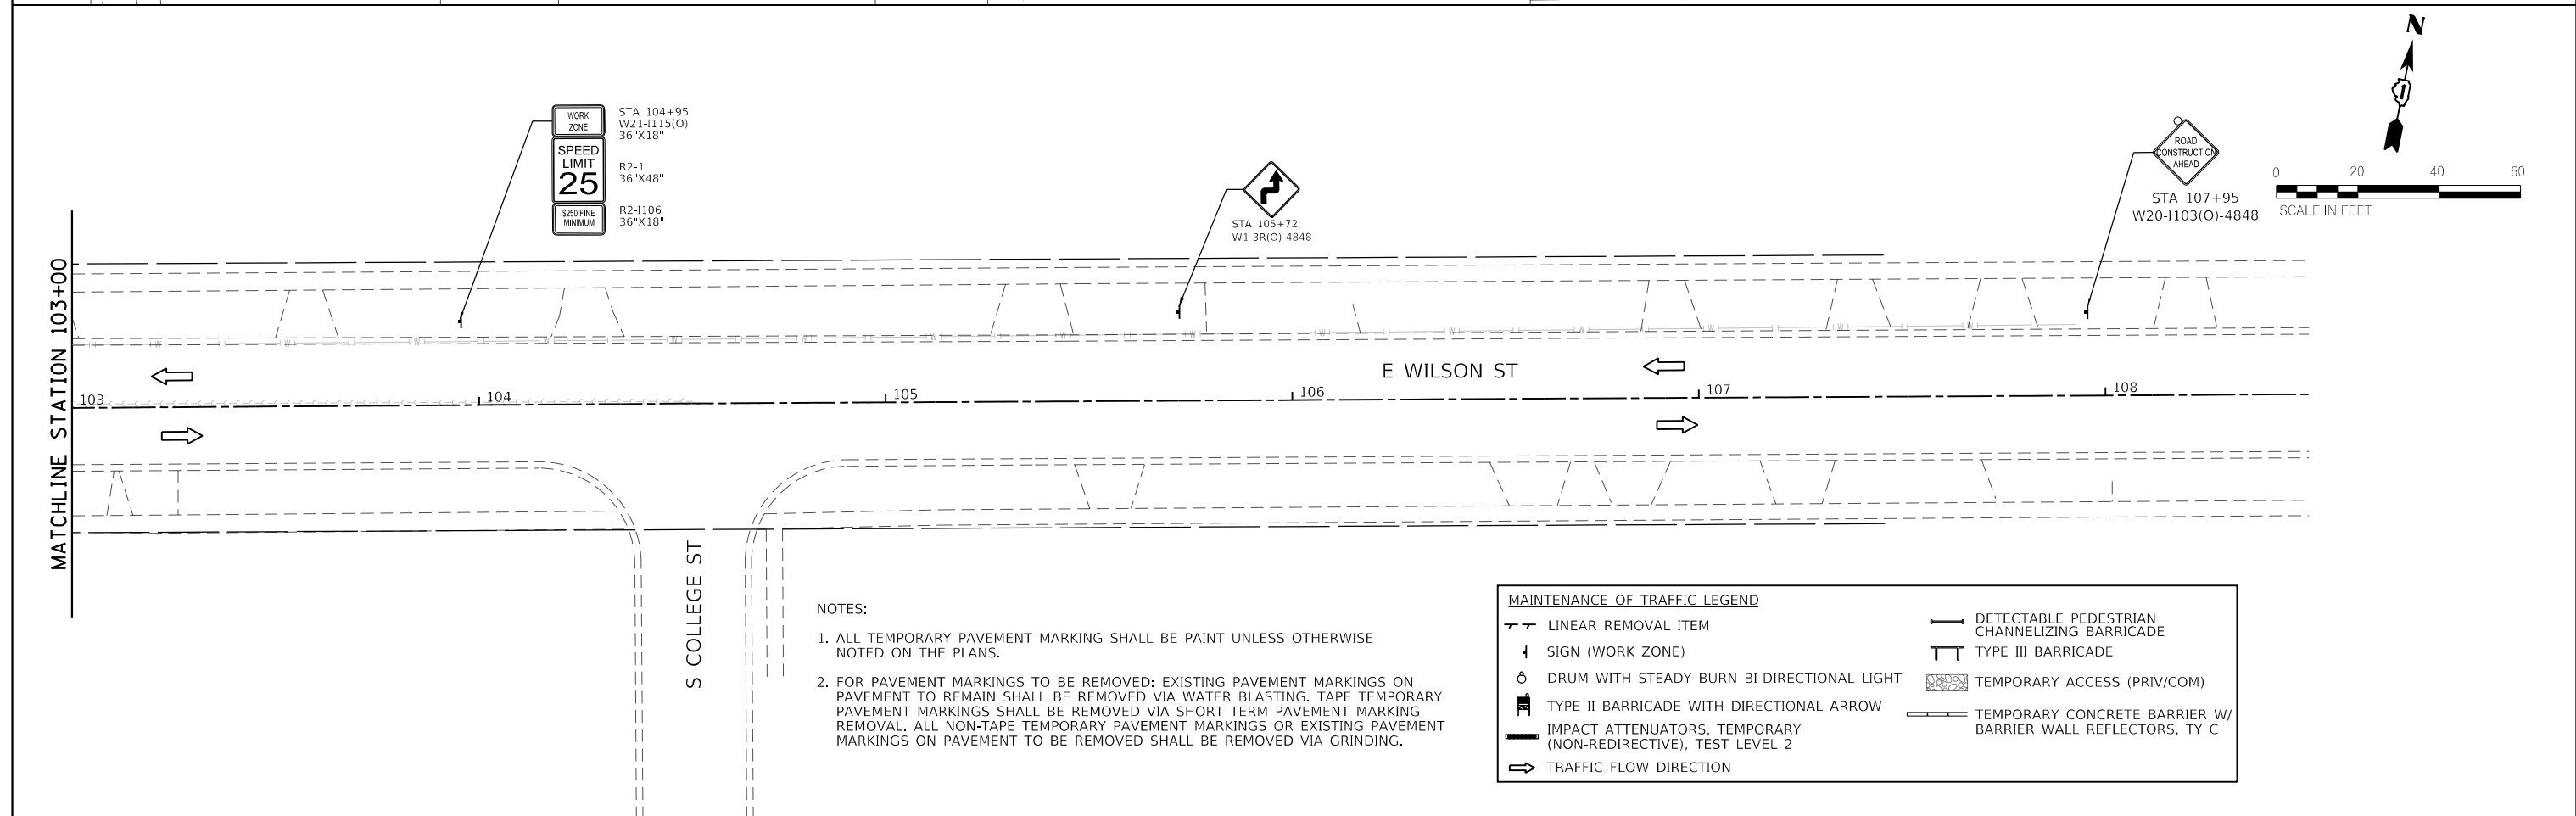 N
WORK
ZONE
SPEED
LIMIT
25
$250 FINE
MINIMUM
STA 104+95
W21-I115(O)
36"X18"
R2-1
36"X48"
R2-I106
36"X18"
STA 105+72
W1-3R(O)-4848
ROAD
CONSTRUCTION
AHEAD
STA 107+95
W20-I103(O)-4848
0 20 40 60
SCALE IN FEET
MATCHLINE STATION 103+00
E WILSON ST
103 104 105 106 107 108
S COLLEGE ST
NOTES:
1. ALL TEMPORARY PAVEMENT MARKING SHALL BE PAINT UNLESS OTHERWISE
NOTED ON THE PLANS.
2. FOR PAVEMENT MARKINGS TO BE REMOVED: EXISTING PAVEMENT MARKINGS ON
PAVEMENT TO REMAIN SHALL BE REMOVED VIA WATER BLASTING. TAPE TEMPORARY
PAVEMENT MARKINGS SHALL BE REMOVED VIA SHORT TERM PAVEMENT MARKING
REMOVAL. ALL NON-TAPE TEMPORARY PAVEMENT MARKINGS OR EXISTING PAVEMENT
MARKINGS ON PAVEMENT TO BE REMOVED SHALL BE REMOVED VIA GRINDING.
MAINTENANCE OF TRAFFIC LEGEND
LINEAR REMOVAL ITEM
SIGN (WORK ZONE)
DRUM WITH STEADY BURN BI-DIRECTIONAL LIGHT
TYPE II BARRICADE WITH DIRECTIONAL ARROW
IMPACT ATTENUATORS, TEMPORARY
(NON-REDIRECTIVE), TEST LEVEL 2
TRAFFIC FLOW DIRECTION
DETECTABLE PEDESTRIAN
CHANNELIZING BARRICADE
TYPE III BARRICADE
TEMPORARY ACCESS (PRIV/COM)
TEMPORARY CONCRETE BARRIER W/
BARRIER WALL REFLECTORS, TY C